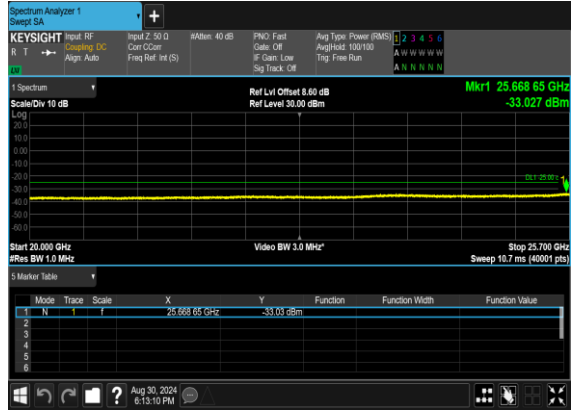 Spectrum Analyzer 1
Swept SA
+
KEYSIGHT Input: RF Input Z: 50 Ω #Atten: 40 dB PNO: Fast Avg Type: Power (RMS) 1 2 3 4 5 6
R T Coupling: DC Corr CCorr Gate: Off Avg|Hold: 100/100 A W W W W W
Align: Auto Freq Ref: Int (S) IF Gain: Low Trig: Free Run
LXI Sig Track: Off A N N N N N
1 Spectrum Ref Lvl Offset 8.60 dB Mkr1 25.668 65 GHz
Scale/Div 10 dB Ref Level 30.00 dBm -33.027 dBm
Log
20.0
10.0
0.00
-10.0
-20.0 DL1 -25.00
-30.0
-40.0
-50.0
-60.0
Start 20.000 GHz Video BW 3.0 MHz* Stop 25.700 GHz
#Res BW 1.0 MHz Sweep 10.7 ms (40001 pts)
5 Marker Table
Mode Trace Scale X Y Function Function Width Function Value
1 N 1 f 25.668 65 GHz -33.03 dBm
2
3
4
5
6
? Aug 30, 2024
6:13:10 PM